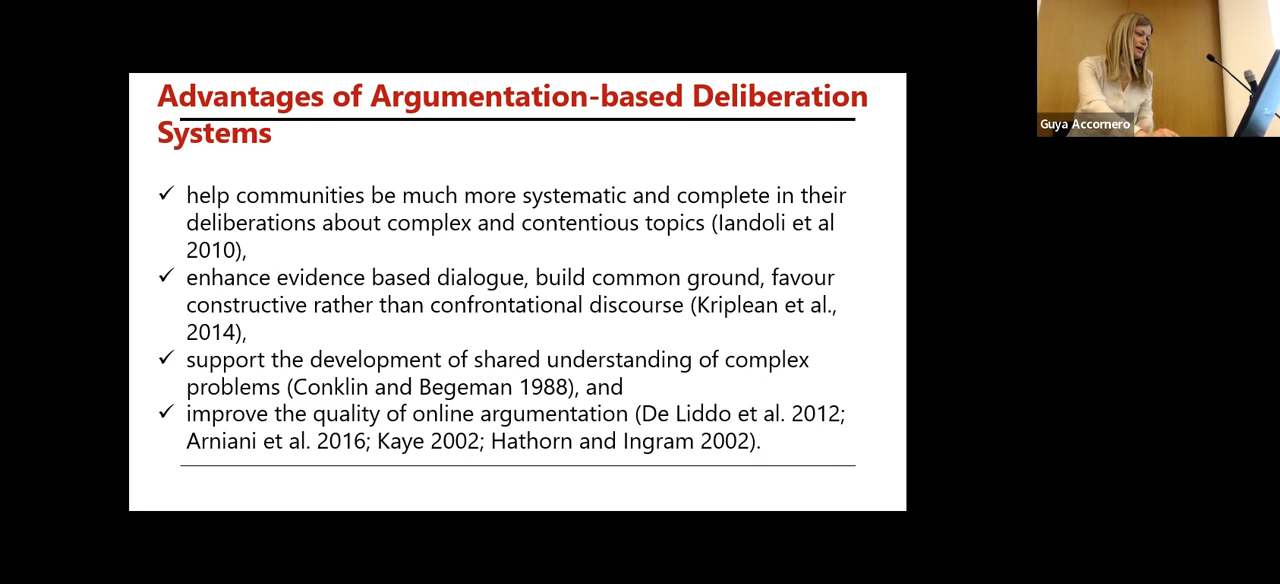 Advantages of Argumentation-based Deliberation
Systems
✓ help communities be much more systematic and complete in their
deliberations about complex and contentious topics (Iandoli et al
2010),
✓ enhance evidence based dialogue, build common ground, favour
constructive rather than confrontational discourse (Kriplean et al.,
2014),
✓ support the development of shared understanding of complex
problems (Conklin and Begeman 1988), and
✓ improve the quality of online argumentation (De Liddo et al. 2012;
Arniani et al. 2016; Kaye 2002; Hathorn and Ingram 2002).
Guya Accornero